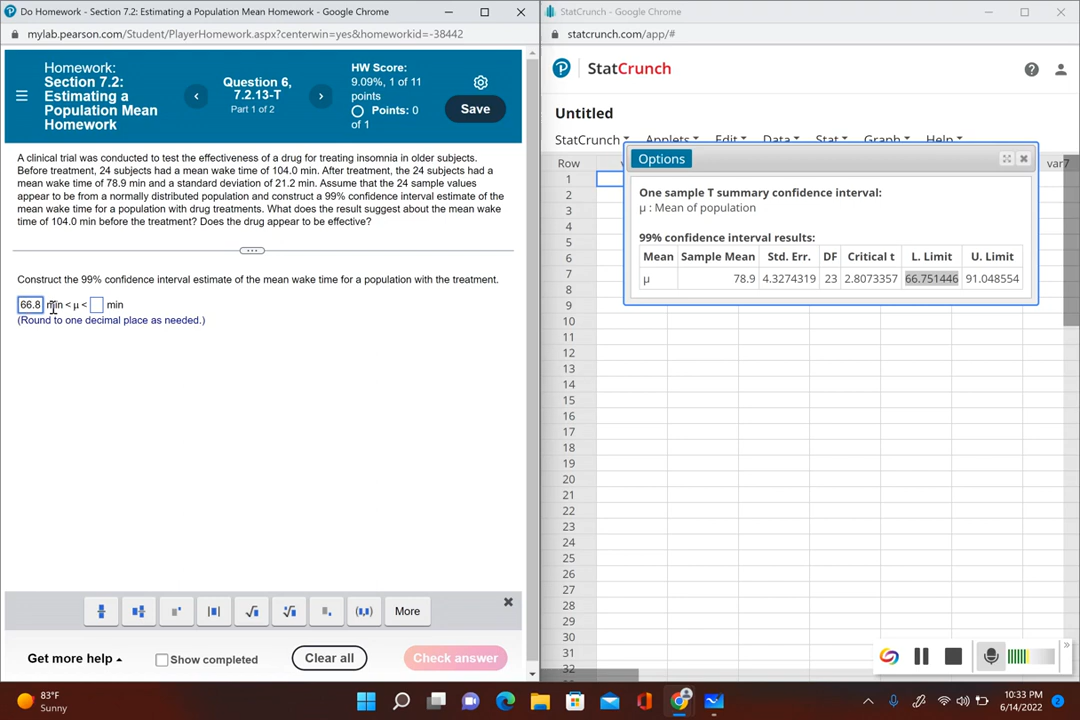 Do Homework - Section 7.2: Estimating a Population Mean Homework - Google Chrome
mylab.pearson.com/Student/PlayerHomework.aspx?centerwin=yes&homeworkid=-38442
Homework:
Section 7.2:
Estimating a
Population Mean
Homework
Question 6,
7.2.13-T
Part 1 of 2
HW Score:
9.09%, 1 of 11
points
Points: 0
of 1
Save
A clinical trial was conducted to test the effectiveness of a drug for treating insomnia in older subjects.
Before treatment, 24 subjects had a mean wake time of 104.0 min. After treatment, the 24 subjects had a
mean wake time of 78.9 min and a standard deviation of 21.2 min. Assume that the 24 sample values
appear to be from a normally distributed population and construct a 99% confidence interval estimate of the
mean wake time for a population with drug treatments. What does the result suggest about the mean wake
time of 104.0 min before the treatment? Does the drug appear to be effective?
Construct the 99% confidence interval estimate of the mean wake time for a population with the treatment.
66.8 min < μ < min
(Round to one decimal place as needed.)
More
Get more help
Show completed
Clear all
Check answer
StatCrunch - Google Chrome
statcrunch.com/app/#
StatCrunch
Untitled
StatCrunch Applets Edit Data Stat Graph Help
Row var7
Options
One sample T summary confidence interval:
μ : Mean of population
99% confidence interval results:
Mean Sample Mean Std. Err. DF Critical t L. Limit U. Limit
μ 78.9 4.3274319 23 2.8073357 66.751446 91.048554
1
2
3
4
5
6
7
8
9
10
11
12
13
14
15
16
17
18
19
20
21
22
23
24
25
26
27
28
29
30
31
32
83°F
Sunny
10:33 PM
6/14/2022
2